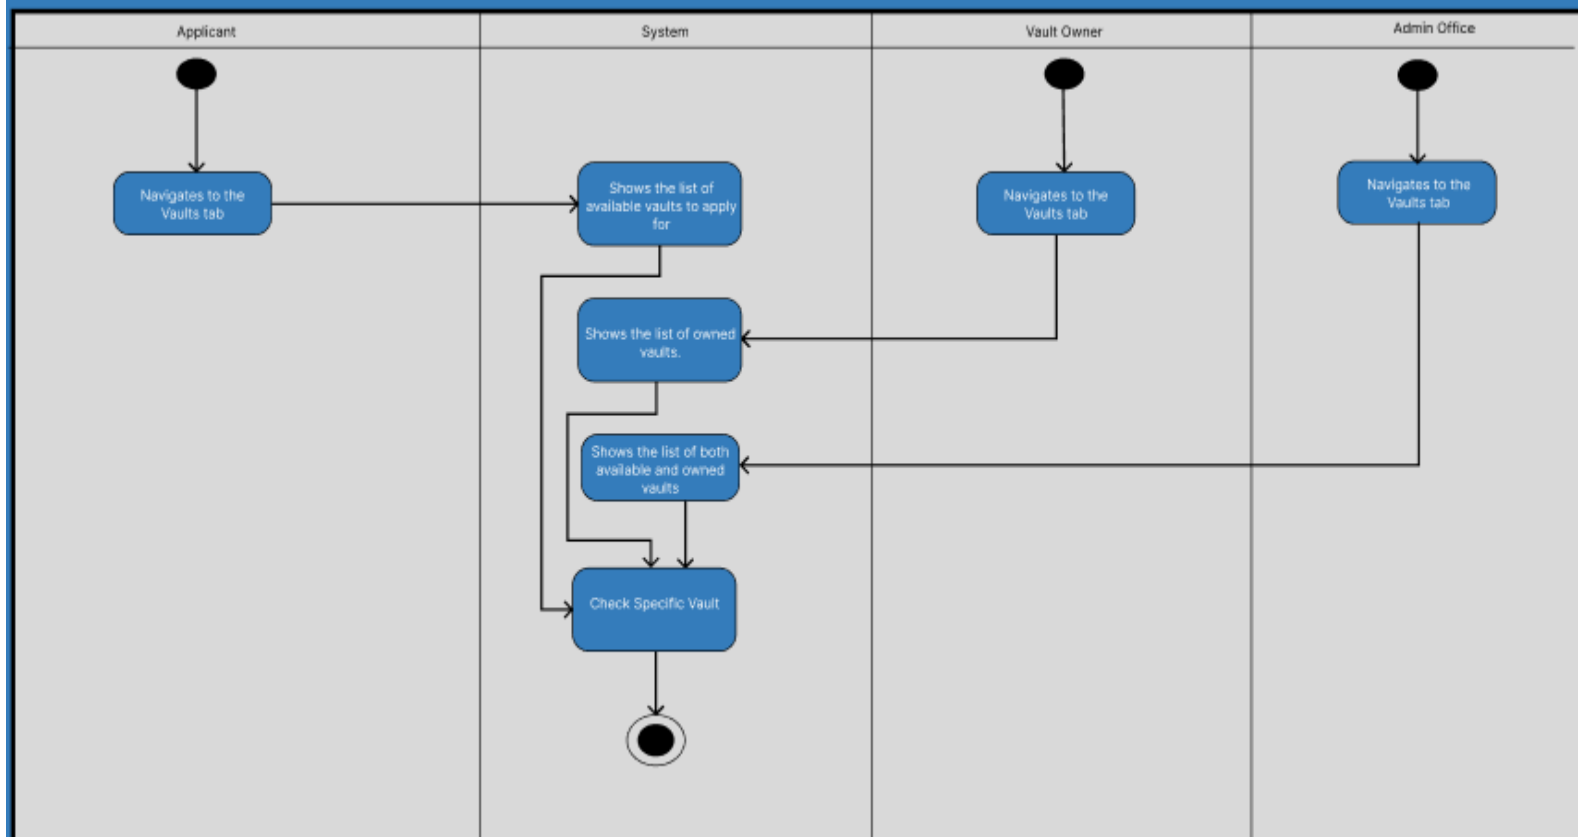 Applicant
System
Vault Owner
Admin Office
Navigates to the
Vaults tab
Shows the list of
available vaults to apply
for
Navigates to the
Vaults tab
Navigates to the
Vaults tab
Shows the list of owned
vaults.
Shows the list of both
available and owned
vaults
Check Specific Vault